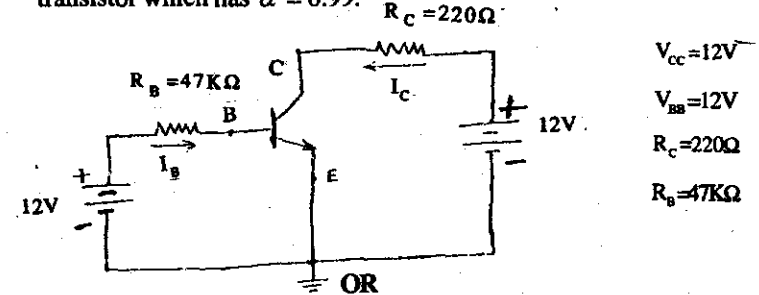 transistor which has α = 0.99.
R_C =220Ω
C
R_B =47KΩ
I_C
B
12V
I_B
E
12V
OR
V_CC=12V
V_BB=12V
R_C=220Ω
R_B=47KΩ